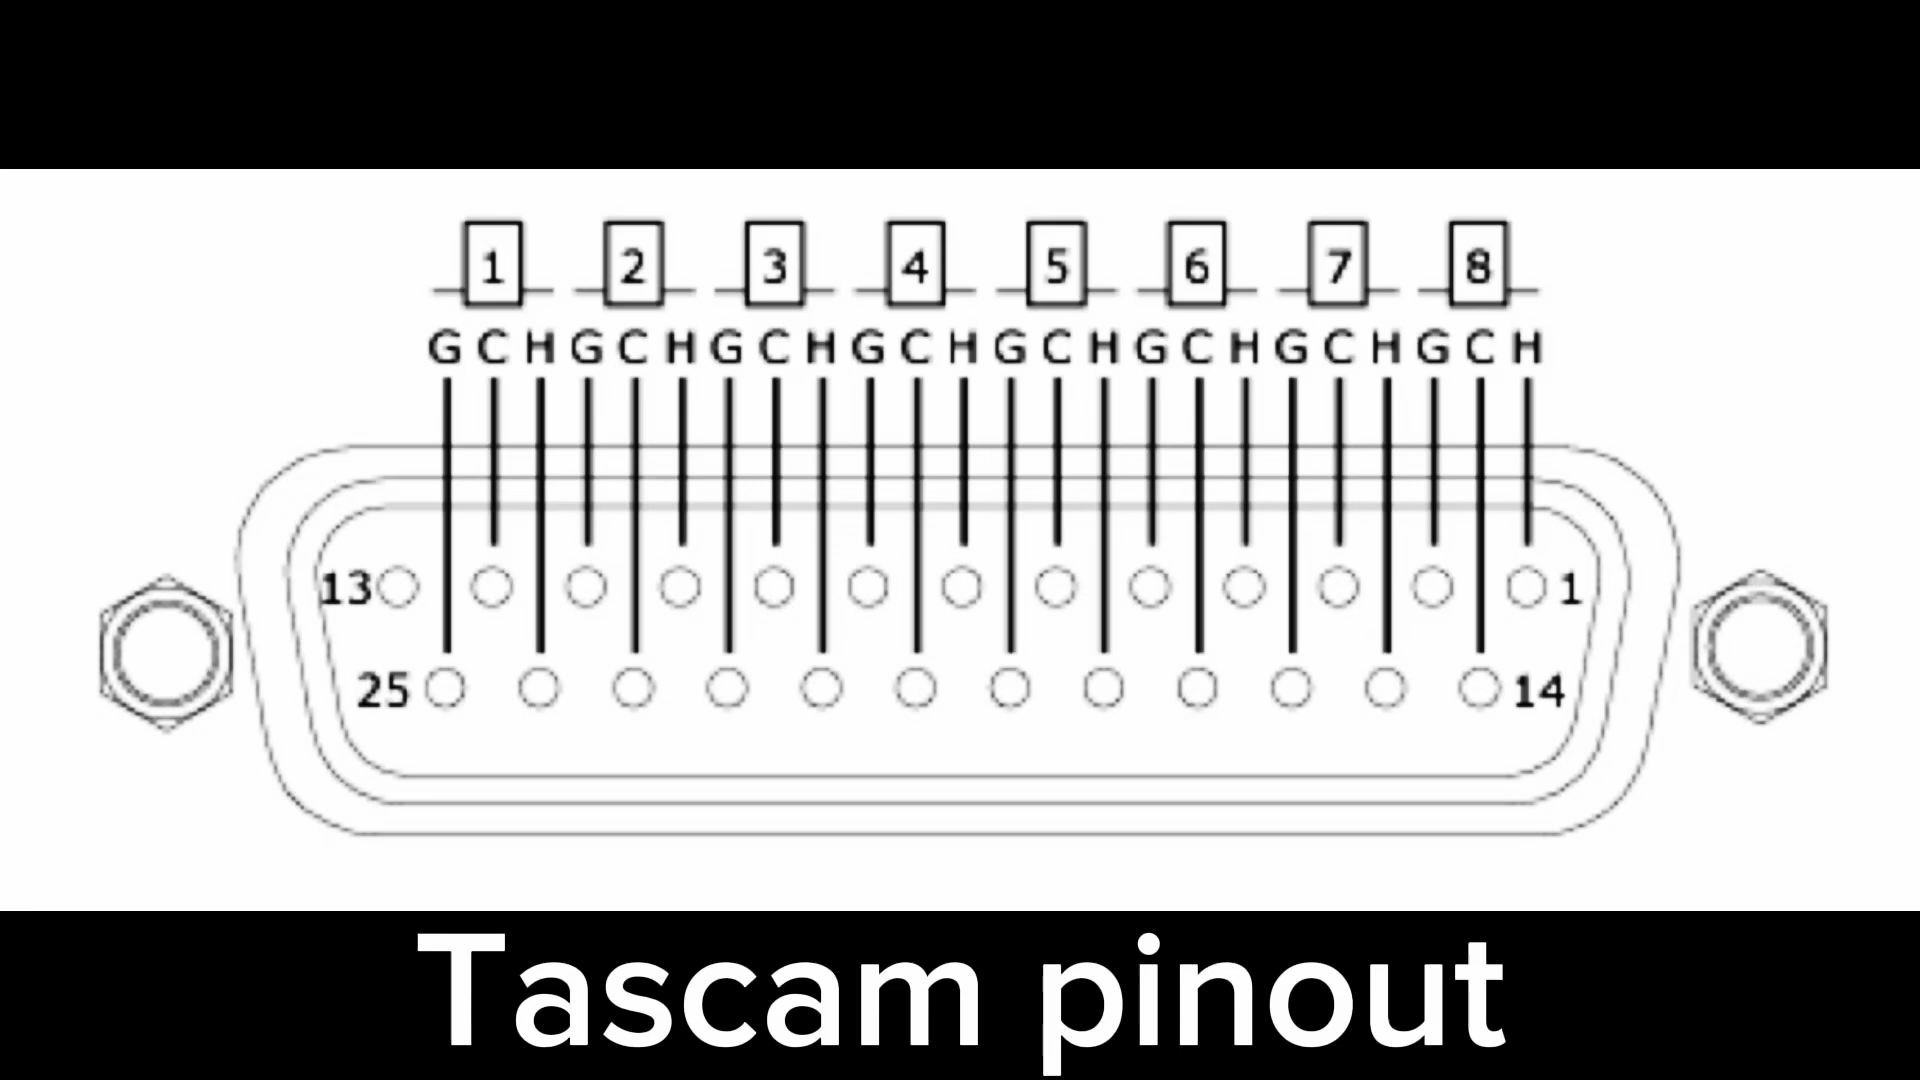 1 2 3 4 5 6 7 8
G C H G C H G C H G C H G C H G C H G C H G C H
13 1
25 14
Tascam pinout